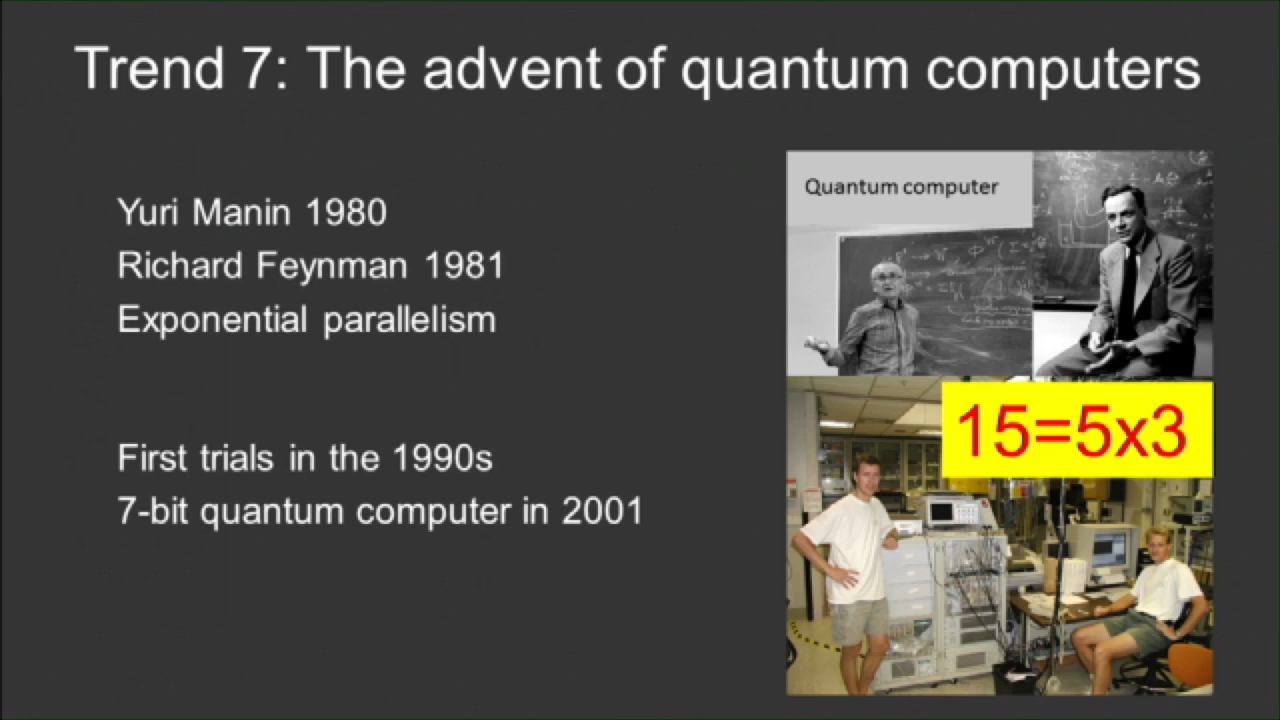 Trend 7: The advent of quantum computers
Yuri Manin 1980
Richard Feynman 1981
Exponential parallelism
First trials in the 1990s
7-bit quantum computer in 2001
Quantum computer
15=5x3